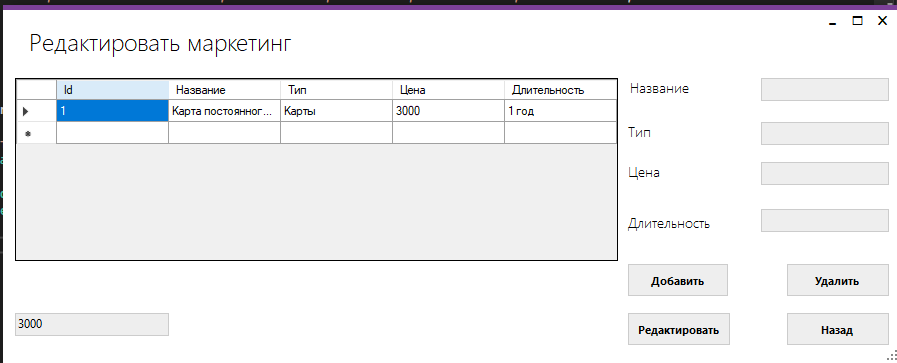 Редактировать маркетинг
Id Название Тип Цена Длительность
1 Карта постоянног... Карты 3000 1 год
Название
Тип
Цена
Длительность
Добавить Удалить
3000
Редактировать Назад